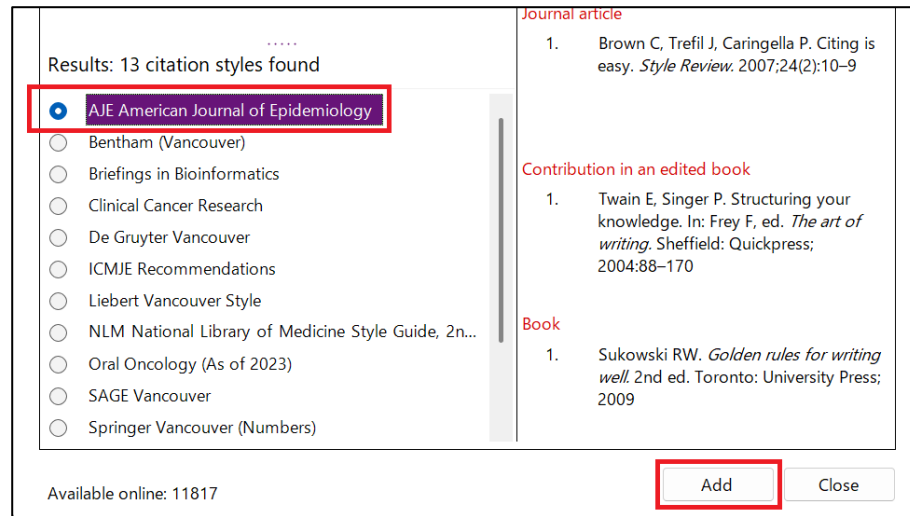 Results: 13 citation styles found
AJE American Journal of Epidemiology
Bentham (Vancouver)
Briefings in Bioinformatics
Clinical Cancer Research
De Gruyter Vancouver
ICMJE Recommendations
Liebert Vancouver Style
NLM National Library of Medicine Style Guide, 2n...
Oral Oncology (As of 2023)
SAGE Vancouver
Springer Vancouver (Numbers)
Journal article
1. Brown C, Trefil J, Caringella P. Citing is
easy. Style Review. 2007;24(2):10–9
Contribution in an edited book
1. Twain E, Singer P. Structuring your
knowledge. In: Frey F, ed. The art of
writing. Sheffield: Quickpress;
2004:88–170
Book
1. Sukowski RW. Golden rules for writing
well. 2nd ed. Toronto: University Press;
2009
Available online: 11817
Add
Close